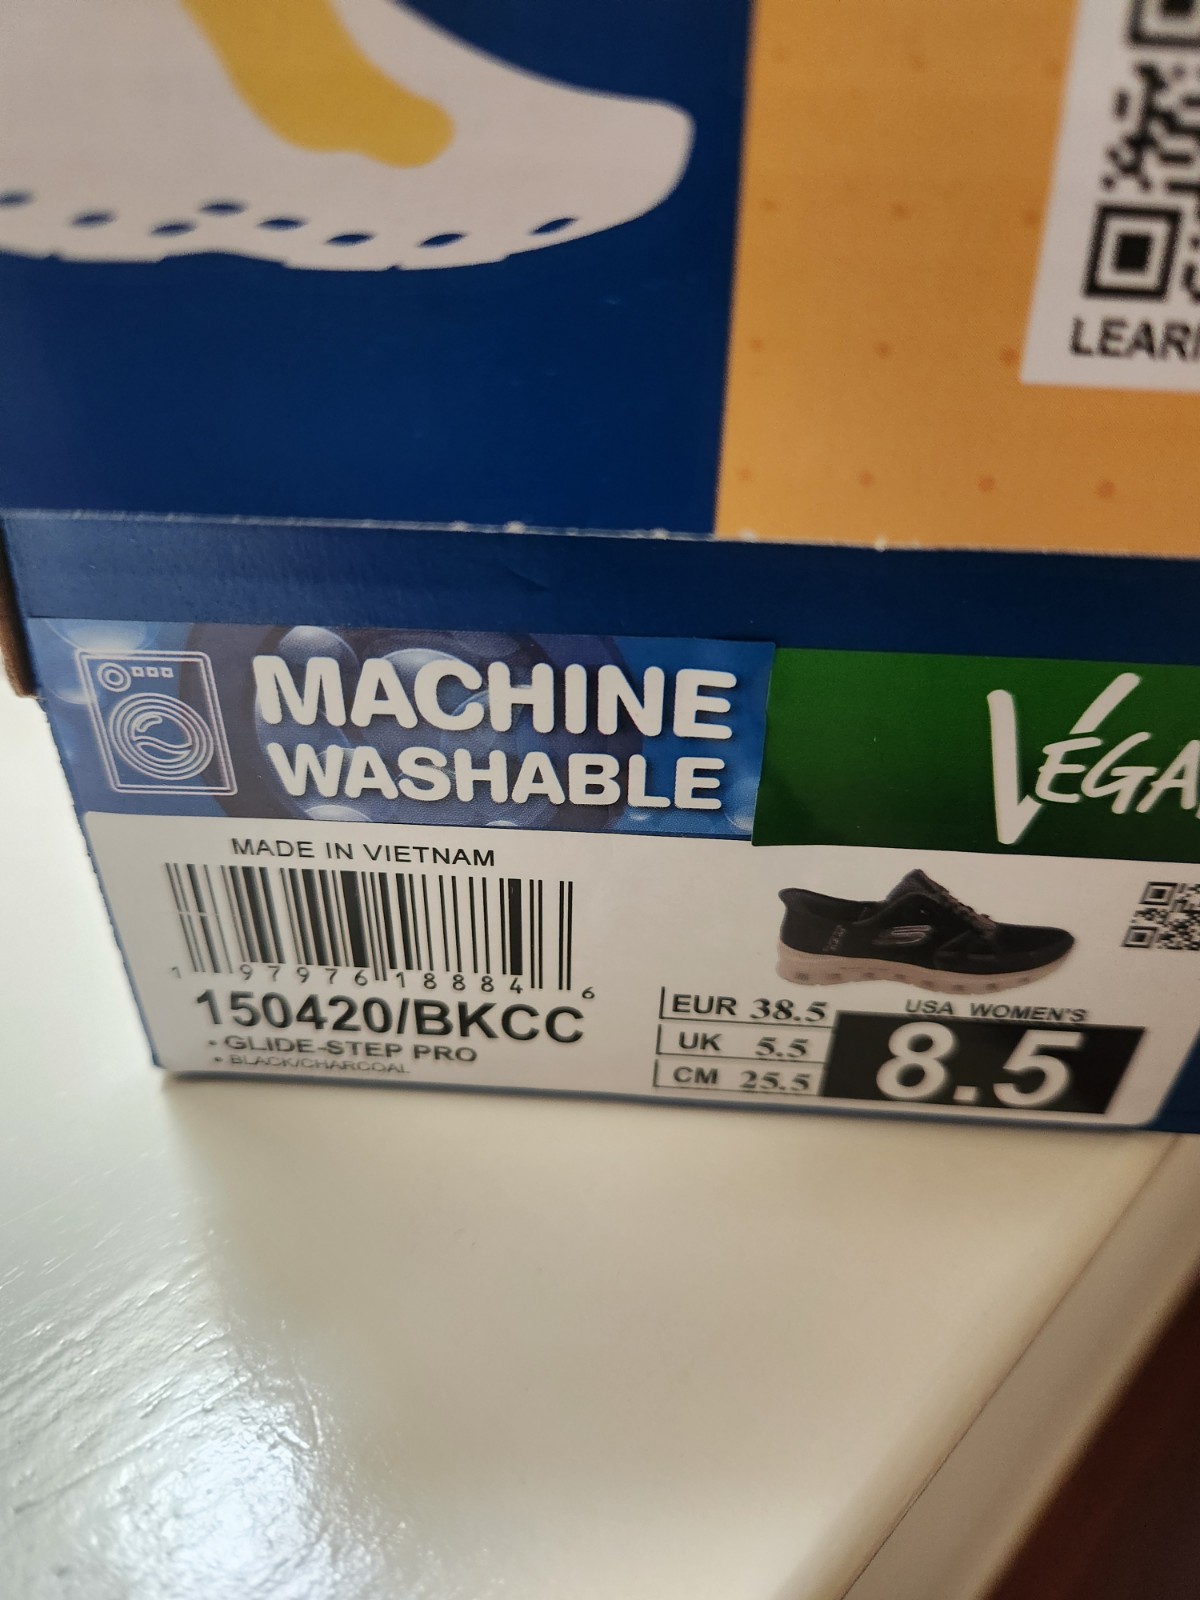 LEAR
MACHINE
WASHABLE
VEGA
MADE IN VIETNAM
1 97976 18884 6
150420/BKCC
• GLIDE-STEP PRO
• BLACK/CHARCOAL
EUR 38.5
UK 5.5
CM 25.5
USA WOMEN'S
8.5